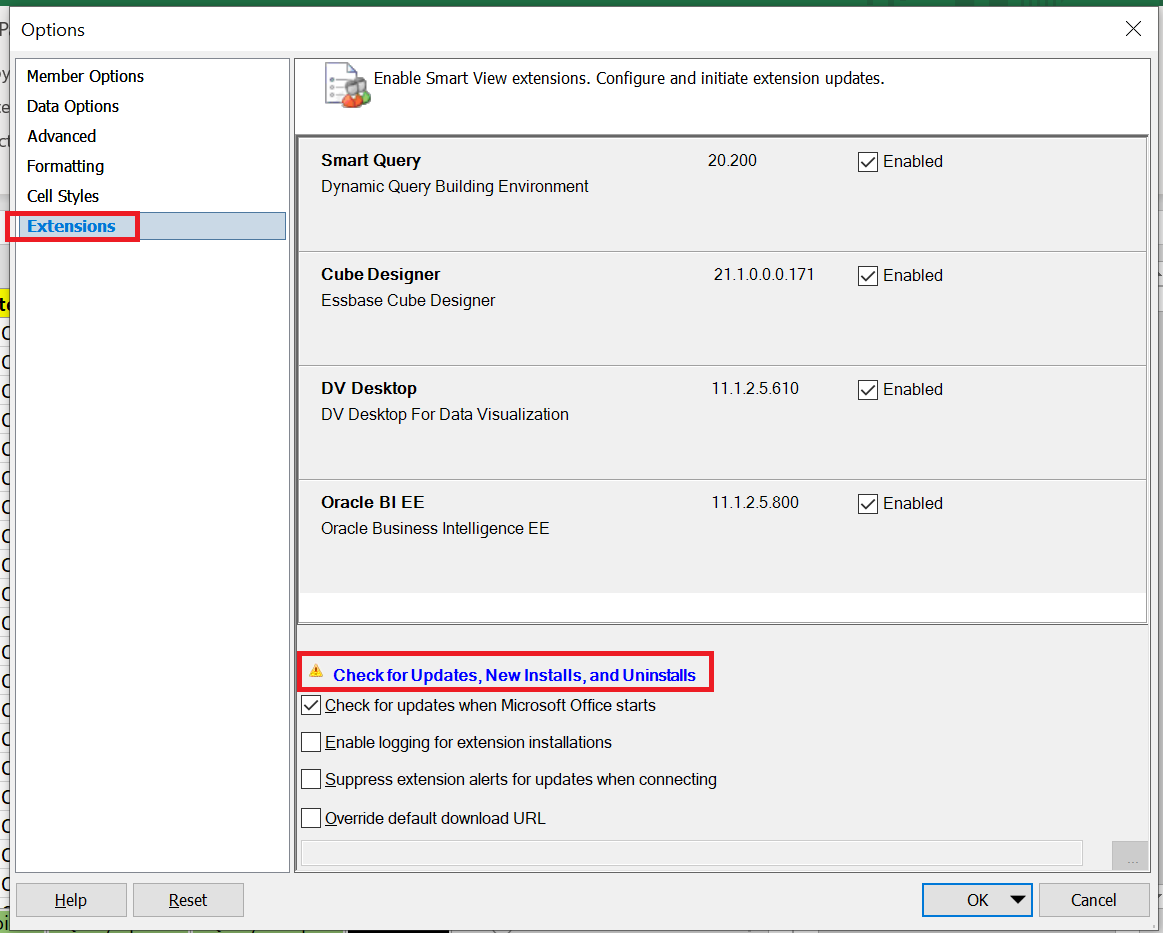 Options
Member Options
Data Options
Advanced
Formatting
Cell Styles
Extensions
Enable Smart View extensions. Configure and initiate extension updates.
Smart Query 20.200 Enabled
Dynamic Query Building Environment
Cube Designer 21.1.0.0.0.171 Enabled
Essbase Cube Designer
DV Desktop 11.1.2.5.610 Enabled
DV Desktop For Data Visualization
Oracle BI EE 11.1.2.5.800 Enabled
Oracle Business Intelligence EE
Check for Updates, New Installs, and Uninstalls
Check for updates when Microsoft Office starts
Enable logging for extension installations
Suppress extension alerts for updates when connecting
Override default download URL
...
Help Reset OK Cancel